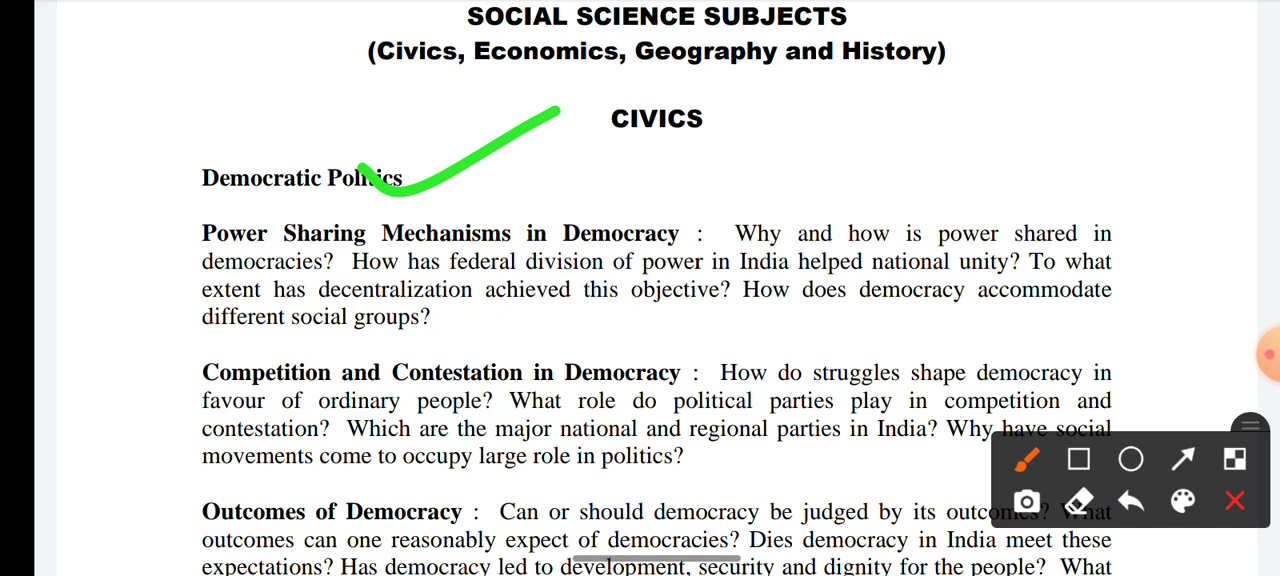 SOCIAL SCIENCE SUBJECTS
(Civics, Economics, Geography and History)
CIVICS
Democratic Politics
Power Sharing Mechanisms in Democracy : Why and how is power shared in
democracies? How has federal division of power in India helped national unity? To what
extent has decentralization achieved this objective? How does democracy accommodate
different social groups?
Competition and Contestation in Democracy : How do struggles shape democracy in
favour of ordinary people? What role do political parties play in competition and
contestation? Which are the major national and regional parties in India? Why have social
movements come to occupy large role in politics?
Outcomes of Democracy : Can or should democracy be judged by its outcomes? What
outcomes can one reasonably expect of democracies? Dies democracy in India meet these
expectations? Has democracy led to development, security and dignity for the people? What